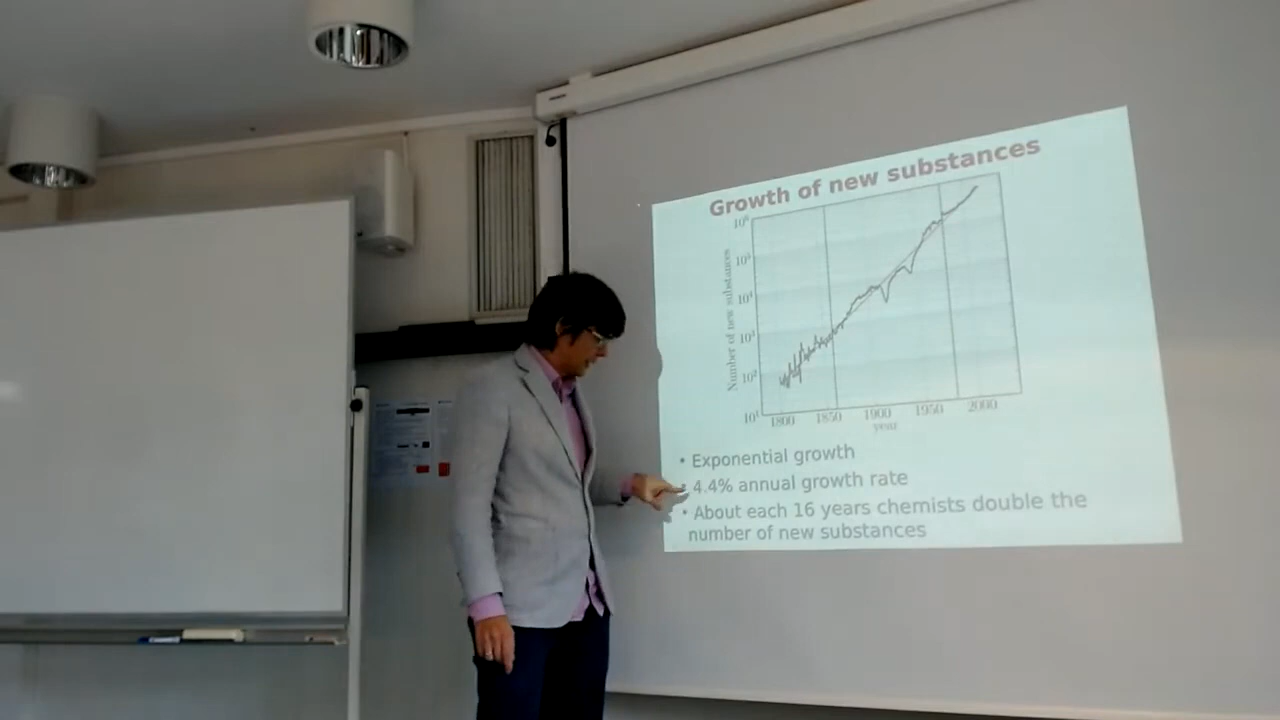 Growth of new substances
10⁶
10⁵
10⁴
10³
10²
10¹
Number of new substances
1800 1850 1900 1950 2000
year
• Exponential growth
• 4.4% annual growth rate
• About each 16 years chemists double the
number of new substances